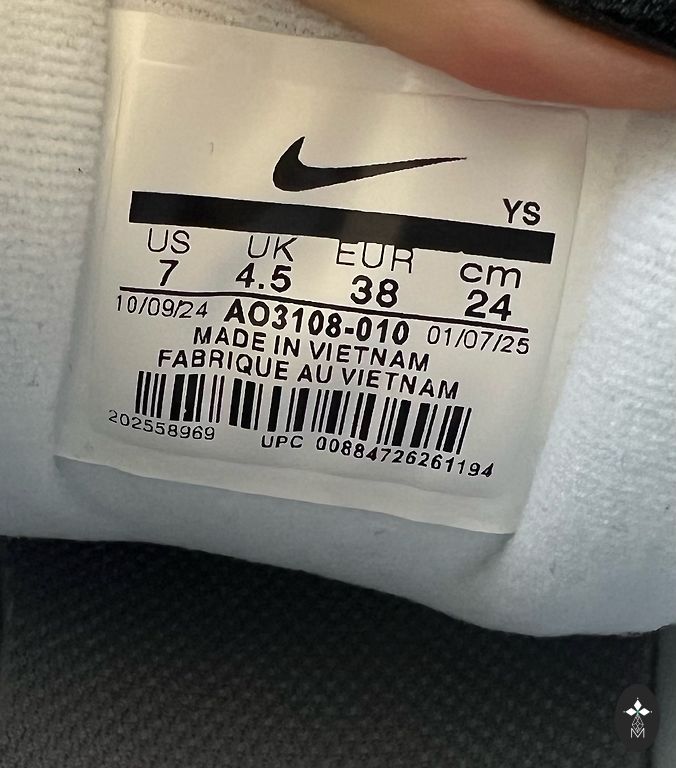 YS
US UK EUR cm
7 4.5 38 24
10/09/24 AO3108-010 01/07/25
MADE IN VIETNAM
FABRIQUE AU VIETNAM
202558969 UPC 00884726261194
M